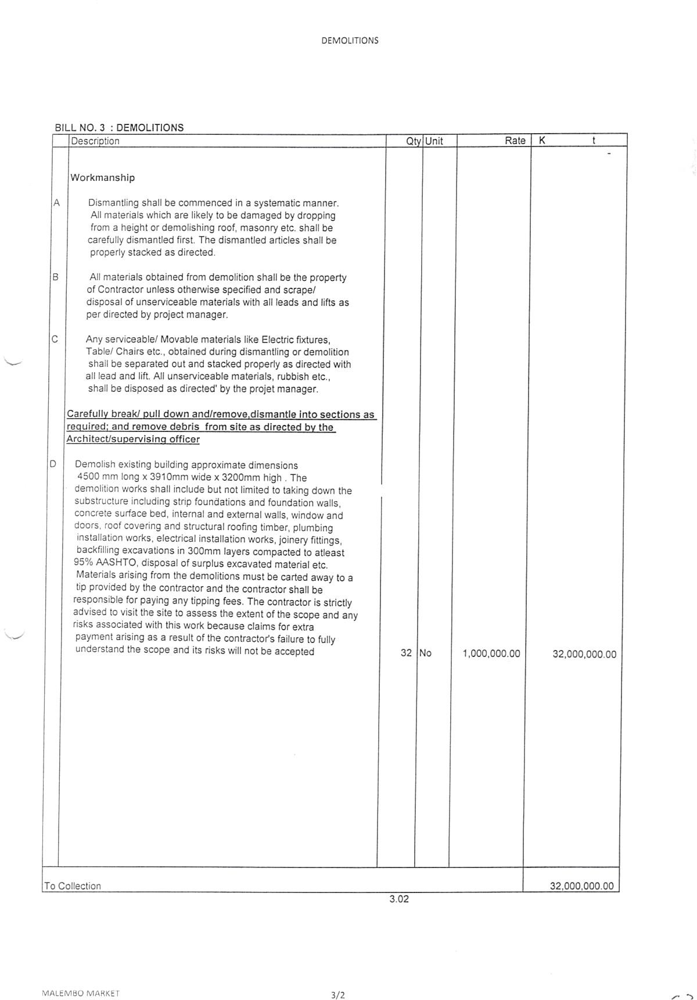 DEMOLITIONS
BILL NO. 3 : DEMOLITIONS
Description Qty Unit Rate K t
-
Workmanship
A Dismantling shall be commenced in a systematic manner.
All materials which are likely to be damaged by dropping
from a height or demolishing roof, masonry etc. shall be
carefully dismantled first. The dismantled articles shall be
properly stacked as directed.
B All materials obtained from demolition shall be the property
of Contractor unless otherwise specified and scrape/
disposal of unserviceable materials with all leads and lifts as
per directed by project manager.
C Any serviceable/ Movable materials like Electric fixtures,
Table/ Chairs etc., obtained during dismantling or demolition
shall be separated out and stacked properly as directed with
all lead and lift. All unserviceable materials, rubbish etc.,
shall be disposed as directed' by the projet manager.
Carefully break/ pull down and/remove,dismantle into sections as
required; and remove debris from site as directed by the
Architect/supervising officer
D Demolish existing building approximate dimensions
4500 mm long x 3910mm wide x 3200mm high . The
demolition works shall include but not limited to taking down the
substructure including strip foundations and foundation walls,
concrete surface bed, internal and external walls, window and
doors, roof covering and structural roofing timber, plumbing
installation works, electrical installation works, joinery fittings,
backfilling excavations in 300mm layers compacted to atleast
95% AASHTO, disposal of surplus excavated material etc.
Materials arising from the demolitions must be carted away to a
tip provided by the contractor and the contractor shall be
responsible for paying any tipping fees. The contractor is strictly
advised to visit the site to assess the extent of the scope and any
risks associated with this work because claims for extra
payment arising as a result of the contractor's failure to fully
understand the scope and its risks will not be accepted 32 No 1,000,000.00 32,000,000.00
To Collection 32,000,000.00
3.02
MALEMBO MARKET 3/2